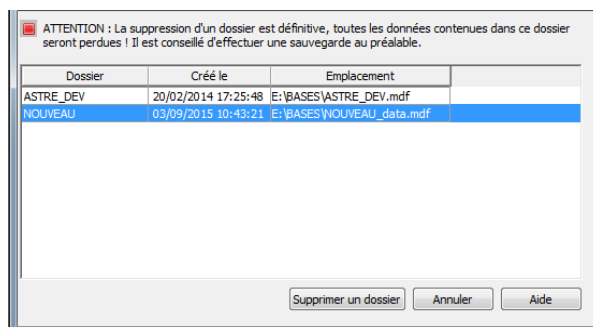 ATTENTION : La suppression d'un dossier est définitive, toutes les données contenues dans ce dossier
seront perdues ! Il est conseillé d'effectuer une sauvegarde au préalable.
Dossier Créé le Emplacement
ASTRE_DEV 20/02/2014 17:25:48 E:\BASES\ASTRE_DEV.mdf
NOUVEAU 03/09/2015 10:43:21 E:\BASES\NOUVEAU_data.mdf
Supprimer un dossier Annuler Aide